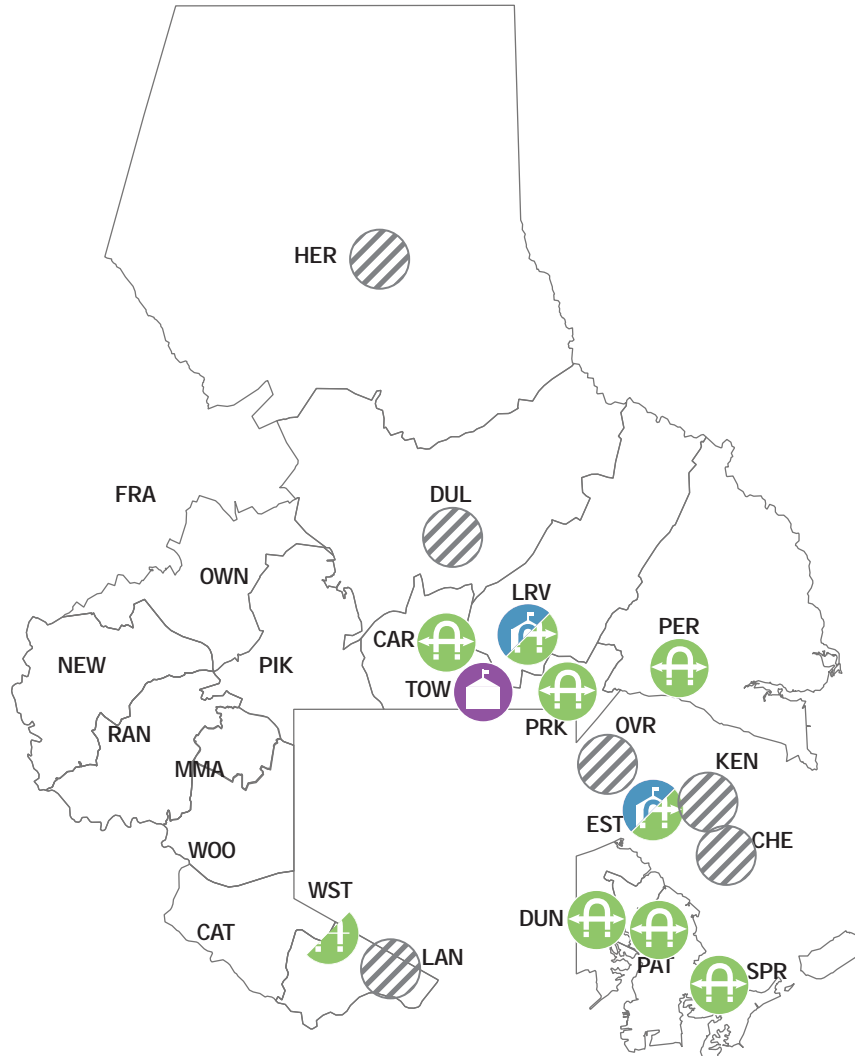 HER
FRA
DUL
OWN
LRV
CAR
PER
NEW
PIK
TOW
PRK
OVR
RAN
MMA
KEN
EST
CHE
WOO
WST
DUN
CAT
LAN
PAT
SPR